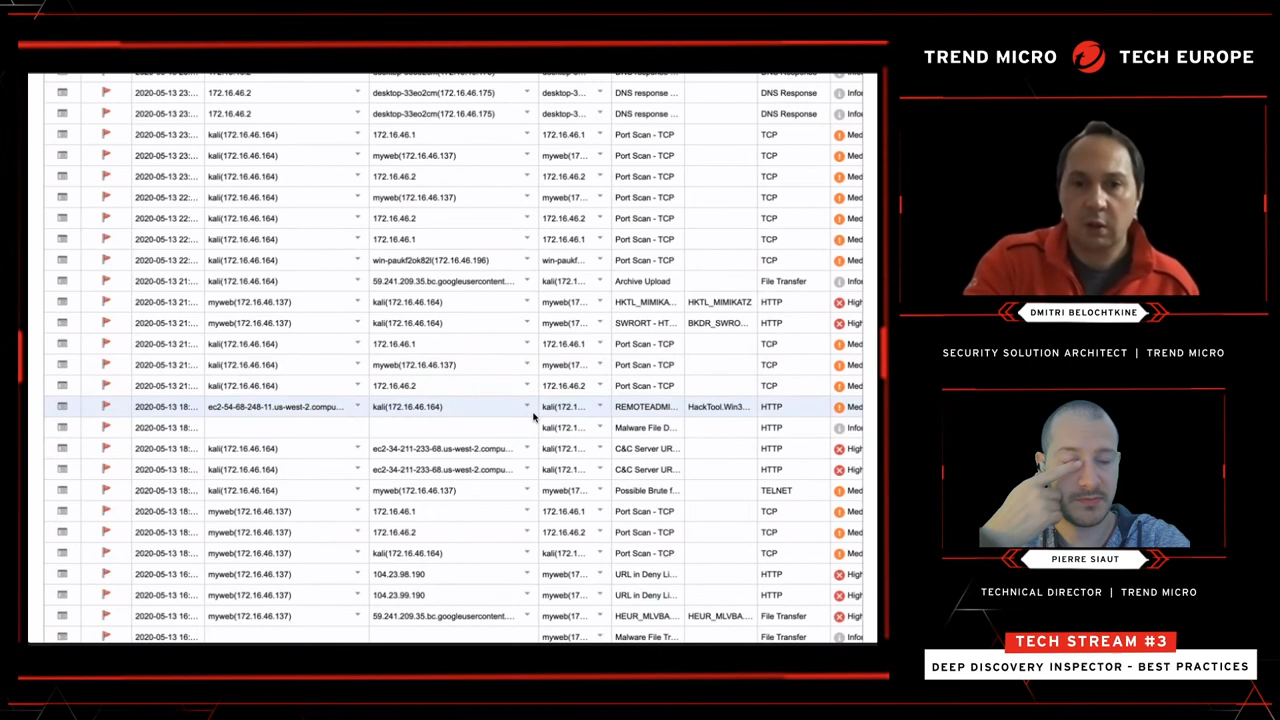 TREND MICRO TECH EUROPE
172.16.46.2 desktop-33eo2cm(172.16.46.175)
2020-05-13 23:... 172.16.46.2 desktop-33eo2cm(172.16.46.175) desktop-3... DNS response ... DNS Response Infor
2020-05-13 23:... 172.16.46.2 desktop-33eo2cm(172.16.46.175) desktop-3... DNS response ... DNS Response Infor
2020-05-13 23:... kali(172.16.46.164) 172.16.46.1 172.16.46.1 Port Scan - TCP TCP Med
2020-05-13 23:... kali(172.16.46.164) myweb(172.16.46.137) myweb(17... Port Scan - TCP TCP Med
2020-05-13 23:... kali(172.16.46.164) 172.16.46.2 172.16.46.2 Port Scan - TCP TCP Med
2020-05-13 22:... kali(172.16.46.164) myweb(172.16.46.137) myweb(17... Port Scan - TCP TCP Med
2020-05-13 22:... kali(172.16.46.164) 172.16.46.2 172.16.46.2 Port Scan - TCP TCP Med
2020-05-13 22:... kali(172.16.46.164) 172.16.46.1 172.16.46.1 Port Scan - TCP TCP Med
2020-05-13 22:... kali(172.16.46.164) win-paukf2ok82l(172.16.46.196) win-paukf... Port Scan - TCP TCP Med
2020-05-13 21:... kali(172.16.46.164) 59.241.209.35.bc.googleusercontent.... kali(172.1... Archive Upload File Transfer Infor
2020-05-13 21:... myweb(172.16.46.137) kali(172.16.46.164) myweb(17... HKTL_MIMIKA... HKTL_MIMIKATZ HTTP High
2020-05-13 21:... myweb(172.16.46.137) kali(172.16.46.164) myweb(17... SWRORT - HT... BKDR_SWRO... HTTP High
2020-05-13 21:... kali(172.16.46.164) 172.16.46.1 172.16.46.1 Port Scan - TCP TCP Med
2020-05-13 21:... kali(172.16.46.164) myweb(172.16.46.137) myweb(17... Port Scan - TCP TCP Med
2020-05-13 21:... kali(172.16.46.164) 172.16.46.2 172.16.46.2 Port Scan - TCP TCP Med
2020-05-13 18:... ec2-54-68-248-11.us-west-2.compu... kali(172.16.46.164) kali(172.1... REMOTEADMI... HackTool.Win3... HTTP Med
2020-05-13 18:... kali(172.1... Malware File D... HTTP Infor
2020-05-13 18:... kali(172.16.46.164) ec2-34-211-233-68.us-west-2.compu... kali(172.1... C&C Server UR... HTTP High
2020-05-13 18:... kali(172.16.46.164) ec2-34-211-233-68.us-west-2.compu... kali(172.1... C&C Server UR... HTTP High
2020-05-13 18:... kali(172.16.46.164) myweb(172.16.46.137) myweb(17... Possible Brute f... TELNET Med
2020-05-13 18:... myweb(172.16.46.137) 172.16.46.1 172.16.46.1 Port Scan - TCP TCP Med
2020-05-13 18:... myweb(172.16.46.137) 172.16.46.2 172.16.46.2 Port Scan - TCP TCP Med
2020-05-13 18:... myweb(172.16.46.137) kali(172.16.46.164) kali(172.1... Port Scan - TCP TCP Med
2020-05-13 16:... myweb(172.16.46.137) 104.23.98.190 myweb(17... URL in Deny Li... HTTP High
2020-05-13 16:... myweb(172.16.46.137) 104.23.99.190 myweb(17... URL in Deny Li... HTTP High
2020-05-13 16:... myweb(172.16.46.137) 59.241.209.35.bc.googleusercontent.... myweb(17... HEUR_MLVBA... HEUR_MLVBA... File Transfer High
2020-05-13 16:... myweb(17... Malware File Tr... File Transfer Infor
DMITRI BELOCHTKINE
SECURITY SOLUTION ARCHITECT | TREND MICRO
PIERRE SIAUT
TECHNICAL DIRECTOR | TREND MICRO
TECH STREAM #3
DEEP DISCOVERY INSPECTOR - BEST PRACTICES